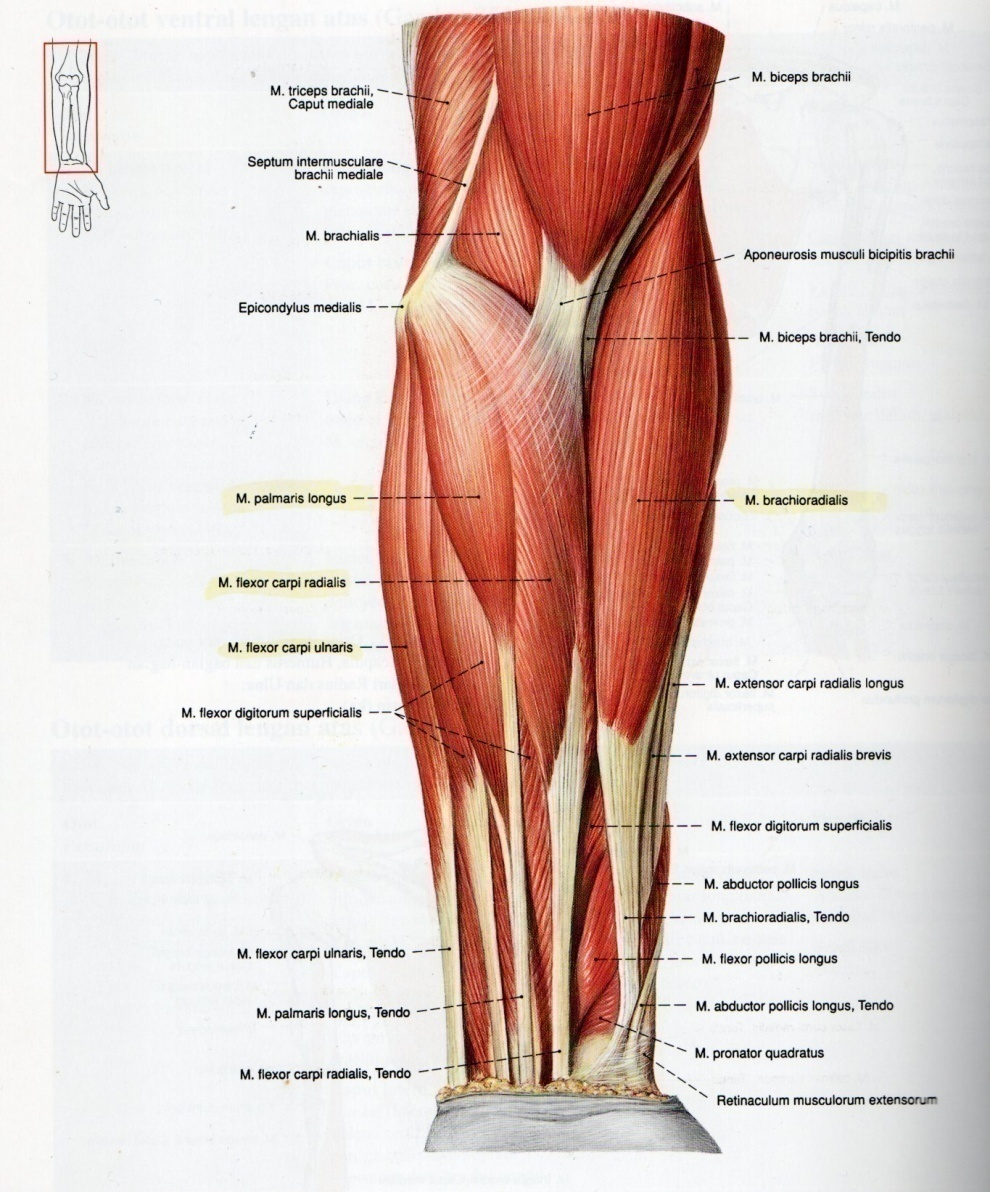 Otot-otot ventral lengan atas
M. triceps brachii,
Caput mediale
Septum intermusculare
brachii mediale
M. brachialis
Epicondylus medialis
M. palmaris longus
M. flexor carpi radialis
M. flexor carpi ulnaris
M. flexor digitorum superficialis
Otot-otot dorsal lengan atas
M. flexor carpi ulnaris, Tendo
M. palmaris longus, Tendo
M. flexor carpi radialis, Tendo
M. biceps brachii
Aponeurosis musculi bicipitis brachii
M. biceps brachii, Tendo
M. brachioradialis
M. extensor carpi radialis longus
M. extensor carpi radialis brevis
M. flexor digitorum superficialis
M. abductor pollicis longus
M. brachioradialis, Tendo
M. flexor pollicis longus
M. abductor pollicis longus, Tendo
M. pronator quadratus
Retinaculum musculorum extensorum